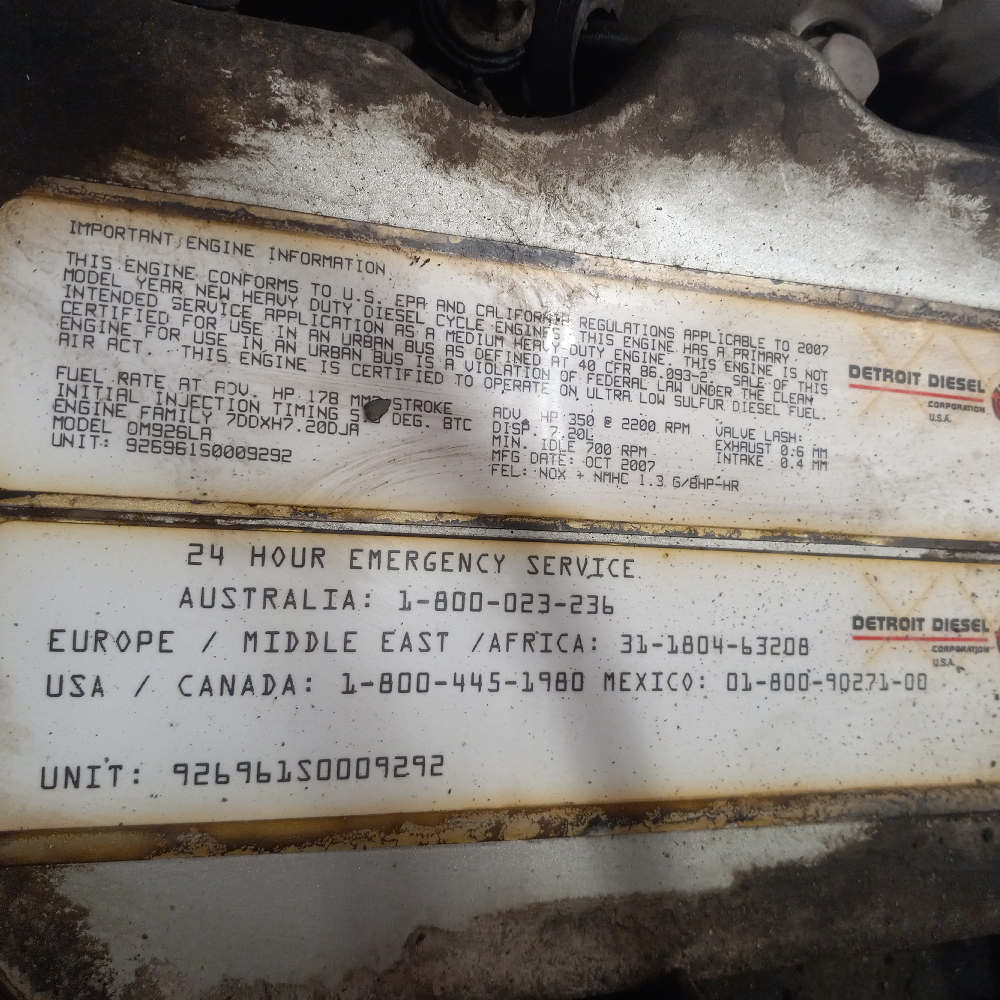 IMPORTANT ENGINE INFORMATION
THIS ENGINE CONFORMS TO U.S. EPA AND CALIFORNIA REGULATIONS APPLICABLE TO 2007
MODEL YEAR NEW HEAVY DUTY DIESEL CYCLE ENGINES. THIS ENGINE HAS A PRIMARY
INTENDED SERVICE APPLICATION AS A MEDIUM HEAVY DUTY ENGINE. THIS ENGINE IS NOT
CERTIFIED FOR USE IN AN URBAN BUS AS DEFINED AT 40 CFR 86.093-2. SALE OF THIS
ENGINE FOR USE IN AN URBAN BUS IS A VIOLATION OF FEDERAL LAW UNDER THE CLEAN
AIR ACT. THIS ENGINE IS CERTIFIED TO OPERATE ON ULTRA LOW SULFUR DIESEL FUEL.
FUEL RATE AT ADV. HP 178 STROKE
INITIAL INJECTION TIMING DEG. BTC
ENGINE FAMILY 7DDXH7.20DJA
MODEL OM926LA
UNIT: 926961S0009292
ADV. HP 350 @ 2200 RPM
DISP 7.20L
MIN. IDLE 700 RPM
MFG DATE: OCT 2007
FEL: NOX + NMHC 1.3 G/BHP-HR
VALVE LASH:
EXHAUST 0.6 MM
INTAKE 0.4 MM
DETROIT DIESEL
CORPORATION
U.S.A.
24 HOUR EMERGENCY SERVICE
AUSTRALIA: 1-800-023-236
EUROPE / MIDDLE EAST /AFRICA: 31-1804-63208
USA / CANADA: 1-800-445-1980 MEXICO: 01-800-90271-00
UNIT: 926961S0009292
DETROIT DIESEL
CORPORATION
U.S.A.